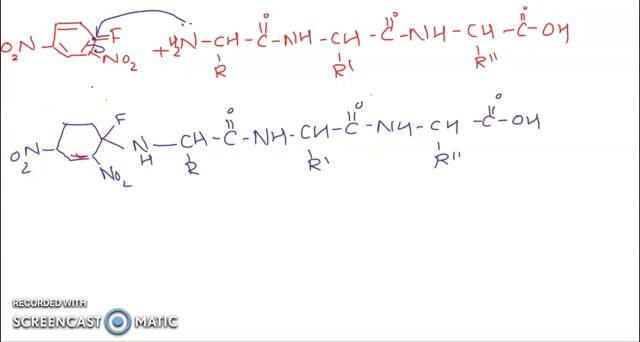 O₂N F NO₂ + H₂N – CH – C – NH – CH – C – NH – CH – C – OH
O O O
R R' R''
O₂N F NO₂ N H – CH – C – NH – CH – C – NH – CH – C – OH
O O O
R R' R''
RECORDED WITH
SCREENCAST MATIC